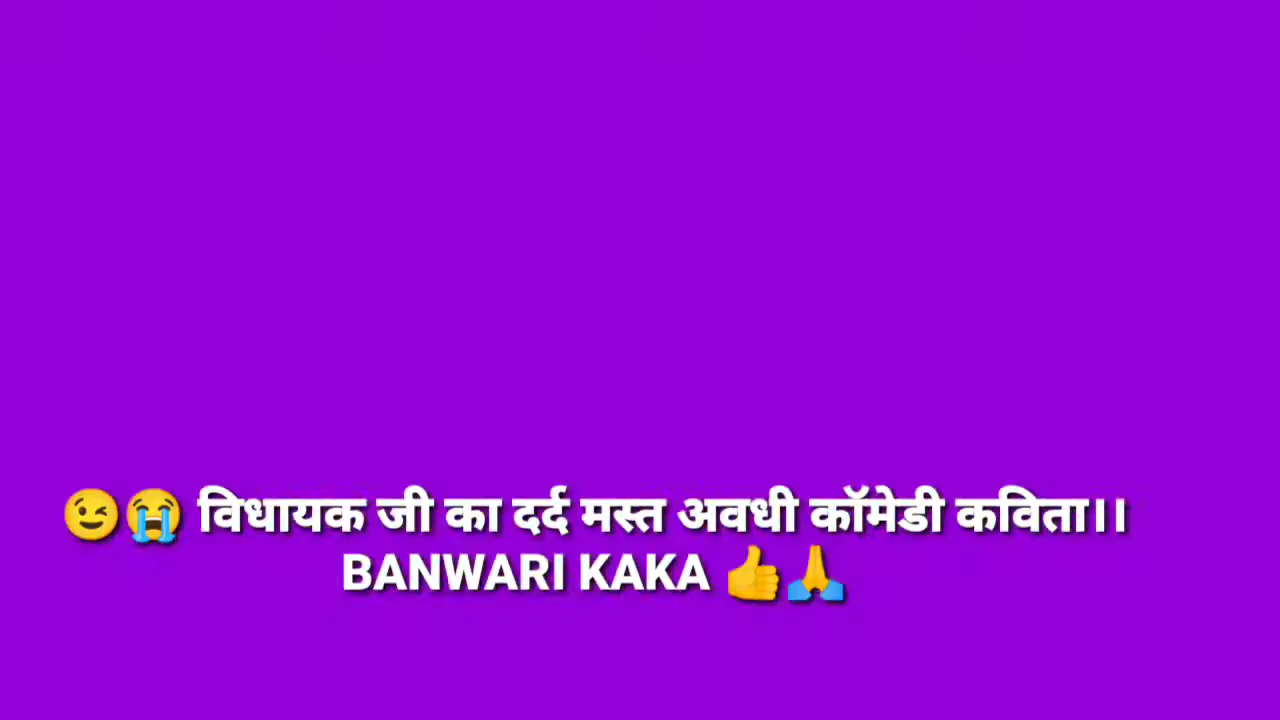 😉😭 विधायक जी का दर्द मस्त अवधी कॉमेडी कविता।।
BANWARI KAKA 👍🙏